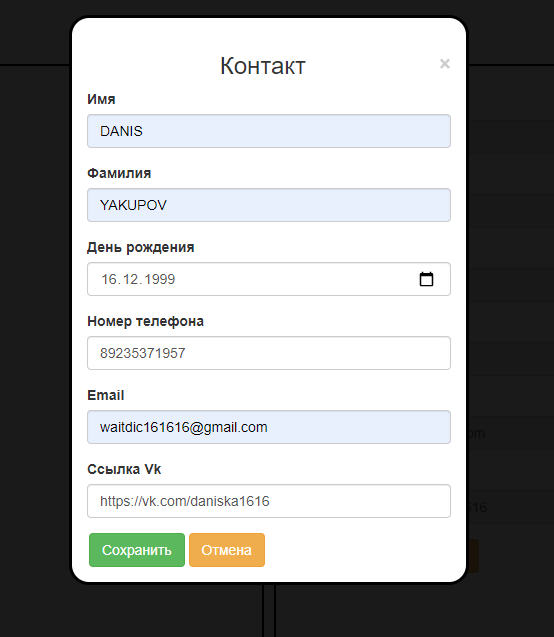 Контакт ×
Имя
DANIS
Фамилия
YAKUPOV
День рождения
16.12.1999
Номер телефона
89235371957
Email
waitdic161616@gmail.com
Ссылка Vk
https://vk.com/daniska1616
Сохранить Отмена